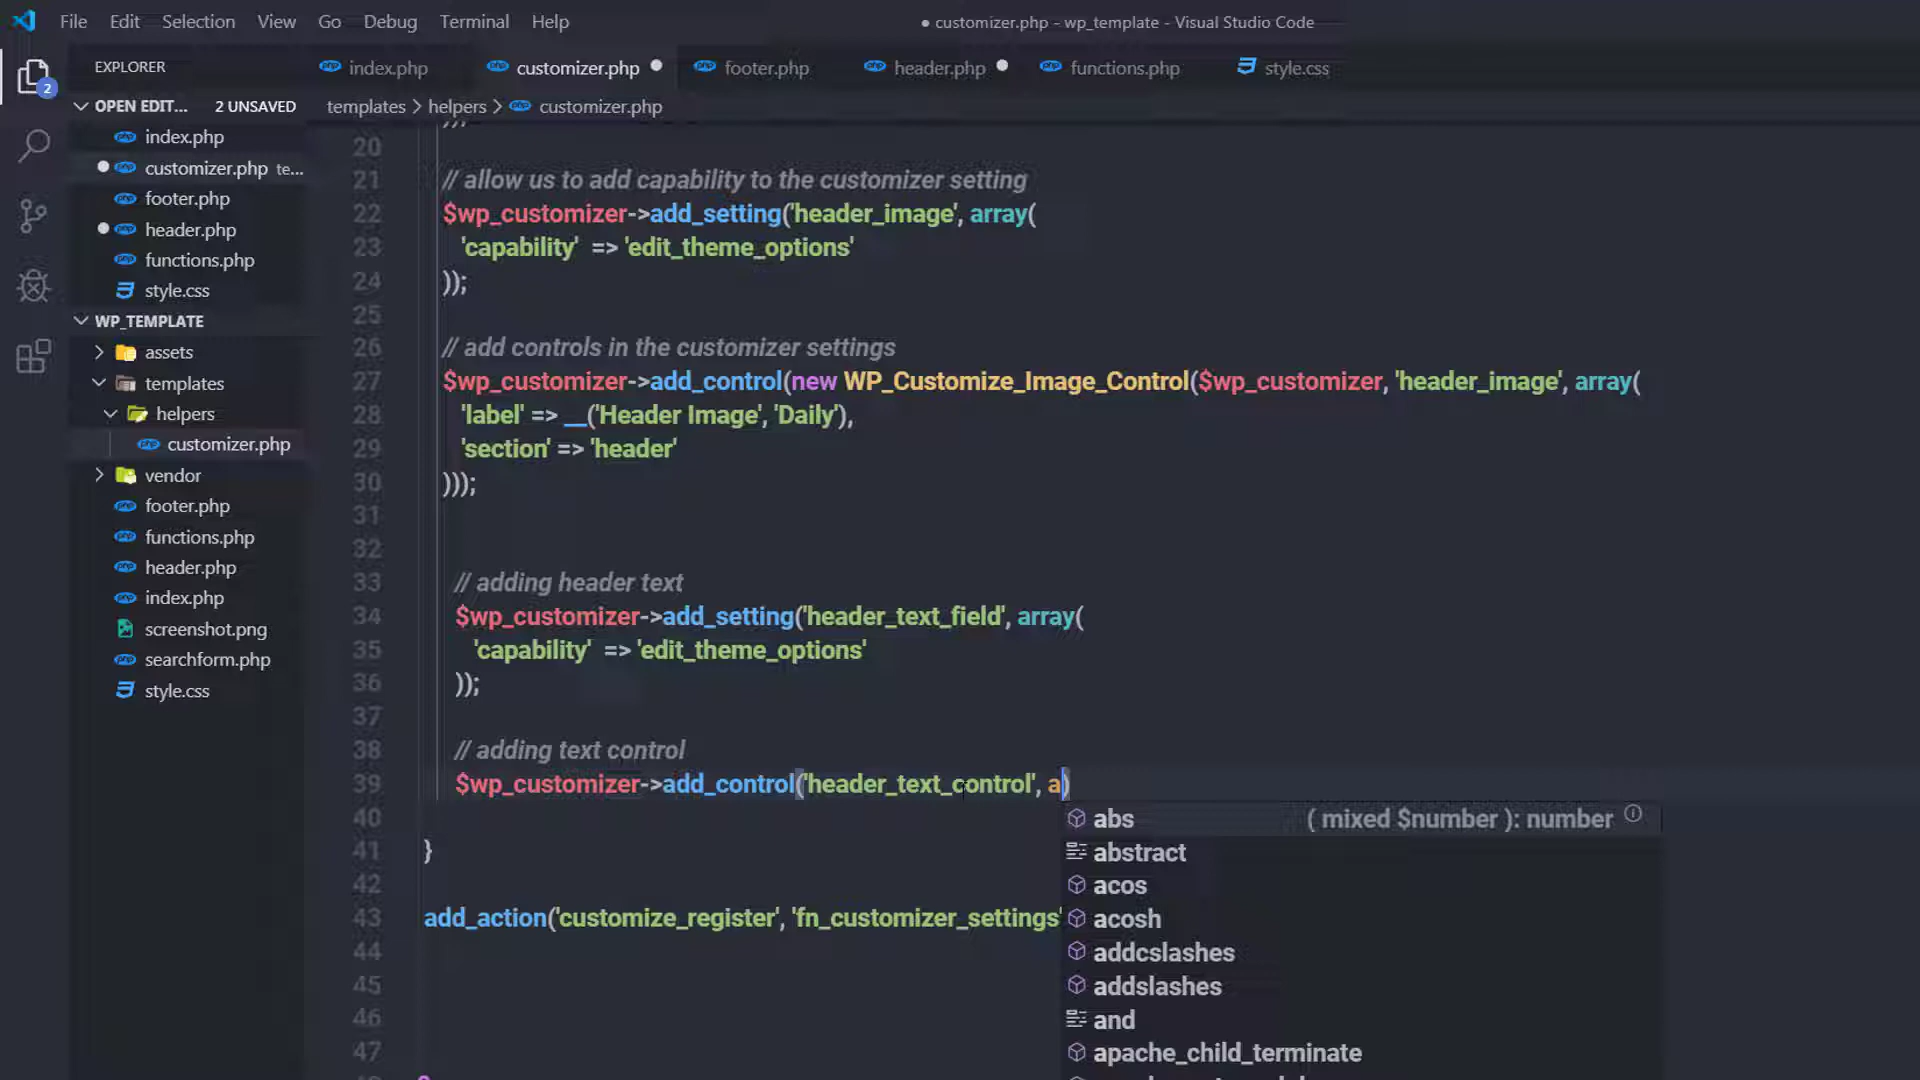 File Edit Selection View Go Debug Terminal Help
● customizer.php - wp_template - Visual Studio Code
EXPLORER
index.php customizer.php footer.php header.php functions.php style.css
2
OPEN EDIT... 2 UNSAVED
templates > helpers > customizer.php
index.php
customizer.php te...
footer.php
header.php
functions.php
style.css
WP_TEMPLATE
assets
templates
helpers
customizer.php
vendor
footer.php
functions.php
header.php
index.php
screenshot.png
searchform.php
style.css
20
21 // allow us to add capability to the customizer setting
22 $wp_customizer->add_setting('header_image', array(
23 'capability' => 'edit_theme_options'
24 ));
25
26 // add controls in the customizer settings
27 $wp_customizer->add_control(new WP_Customize_Image_Control($wp_customizer, 'header_image', array(
28 'label' => __('Header Image', 'Daily'),
29 'section' => 'header'
30 )));
31
32
33 // adding header text
34 $wp_customizer->add_setting('header_text_field', array(
35 'capability' => 'edit_theme_options'
36 ));
37
38 // adding text control
39 $wp_customizer->add_control('header_text_control', a)
40
41 }
42
43 add_action('customize_register', 'fn_customizer_settings'
44
45
46
47
abs ( mixed $number ): number
abstract
acos
acosh
addcslashes
addslashes
and
apache_child_terminate